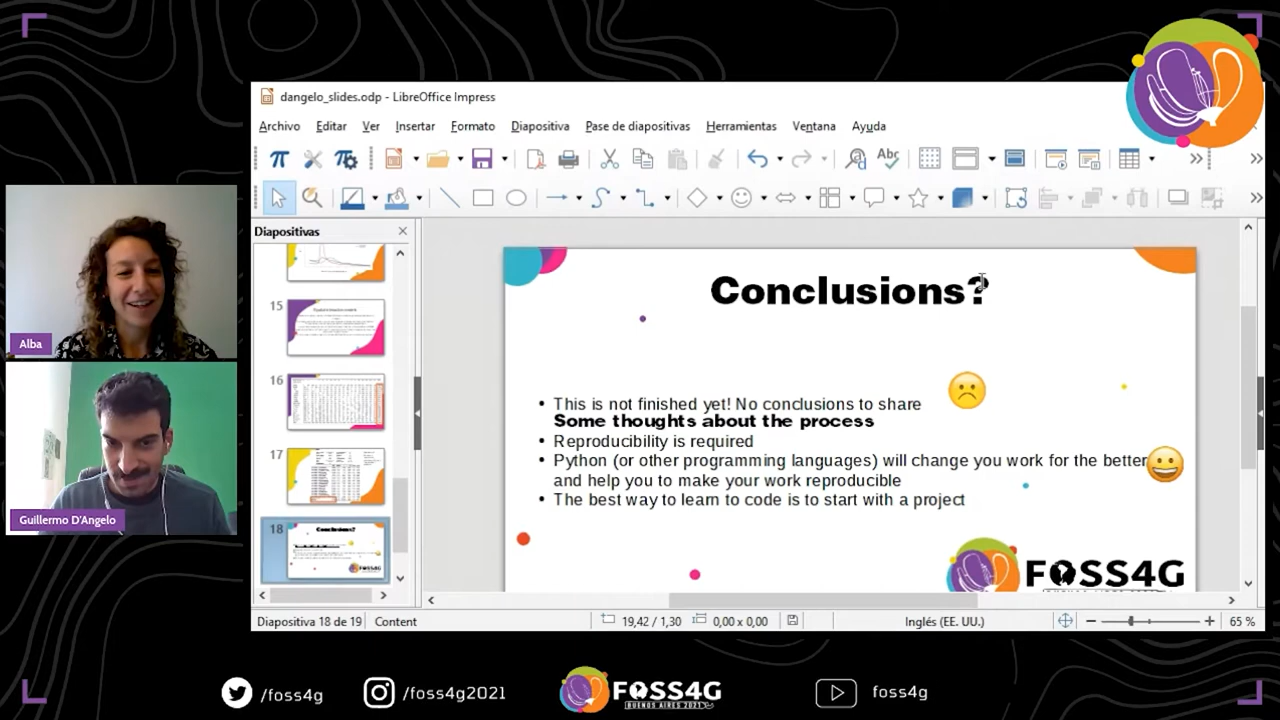 dangelo_slides.odp - LibreOffice Impress
Archivo Editar Ver Insertar Formato Diapositiva Pase de diapositivas Herramientas Ventana Ayuda
Abc
Diapositivas
15
16
17
18
Conclusions?
Conclusions?
• This is not finished yet! No conclusions to share
Some thoughts about the process
• Reproducibility is required
• Python (or other programming languages) will change you work for the better
and help you to make your work reproducible
• The best way to learn to code is to start with a project
FOSS4G
Alba
Guillermo D'Angelo
Diapositiva 18 de 19 Content 19,42 / 1,30 0,00 x 0,00 Inglés (EE. UU.) 65 %
/foss4g /foss4g2021 FOSS4G foss4g
BUENOS AIRES 2021